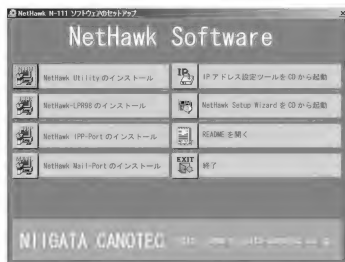 NetHawk N-111 ソフトウェアのセットアップ
NetHawk Software
NetHawk Utility のインストール
IPアドレス設定ツールを CD から起動
NetHawk-LPR98 のインストール
NetHawk Setup Wizard を CD から起動
NetHawk IPP-Port のインストール
README を開く
NetHawk Mail-Port のインストール
EXIT
終了
NIIGATA CANOTEC